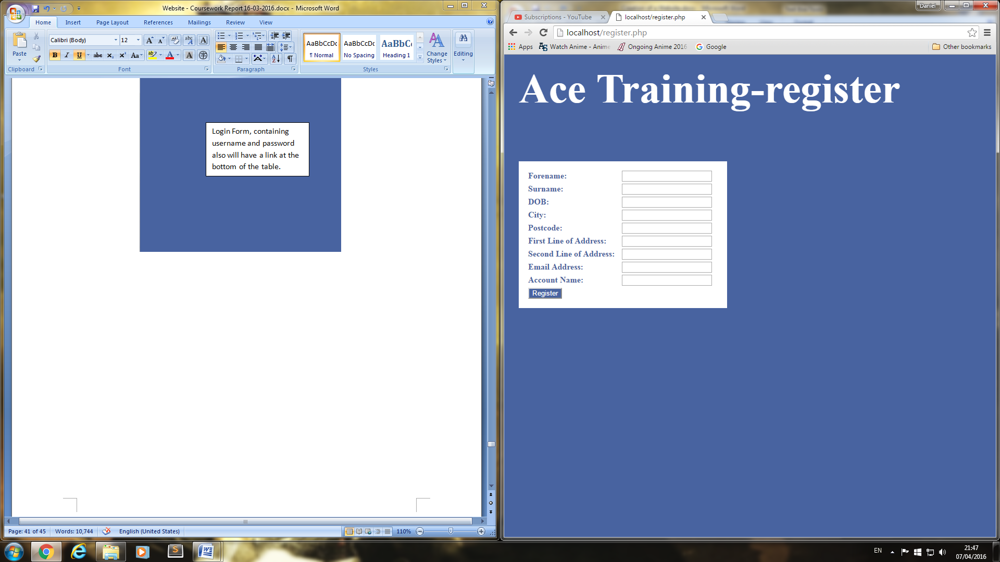 Website - Coursework Report 16-03-2016.docx - Microsoft Word
Home Insert Page Layout References Mailings Review View
Paste
Clipboard
Calibri (Body) 12
Font
Paragraph
AaBbCcDc AaBbCcDc AaBbCc
¶ Normal No Spacing Heading 1
Change Styles
Styles
Editing
Login Form, containing
username and password
also will have a link at the
bottom of the table.
Page: 41 of 45 Words: 10,744 English (United States) 110%
Daniel
Subscriptions - YouTube localhost/register.php
localhost/register.php
Apps Watch Anime - Anime Ongoing Anime 2016 Google Other bookmarks
Ace Training-register
Forename:
Surname:
DOB:
City:
Postcode:
First Line of Address:
Second Line of Address:
Email Address:
Account Name:
Register
EN 21:47
07/04/2016